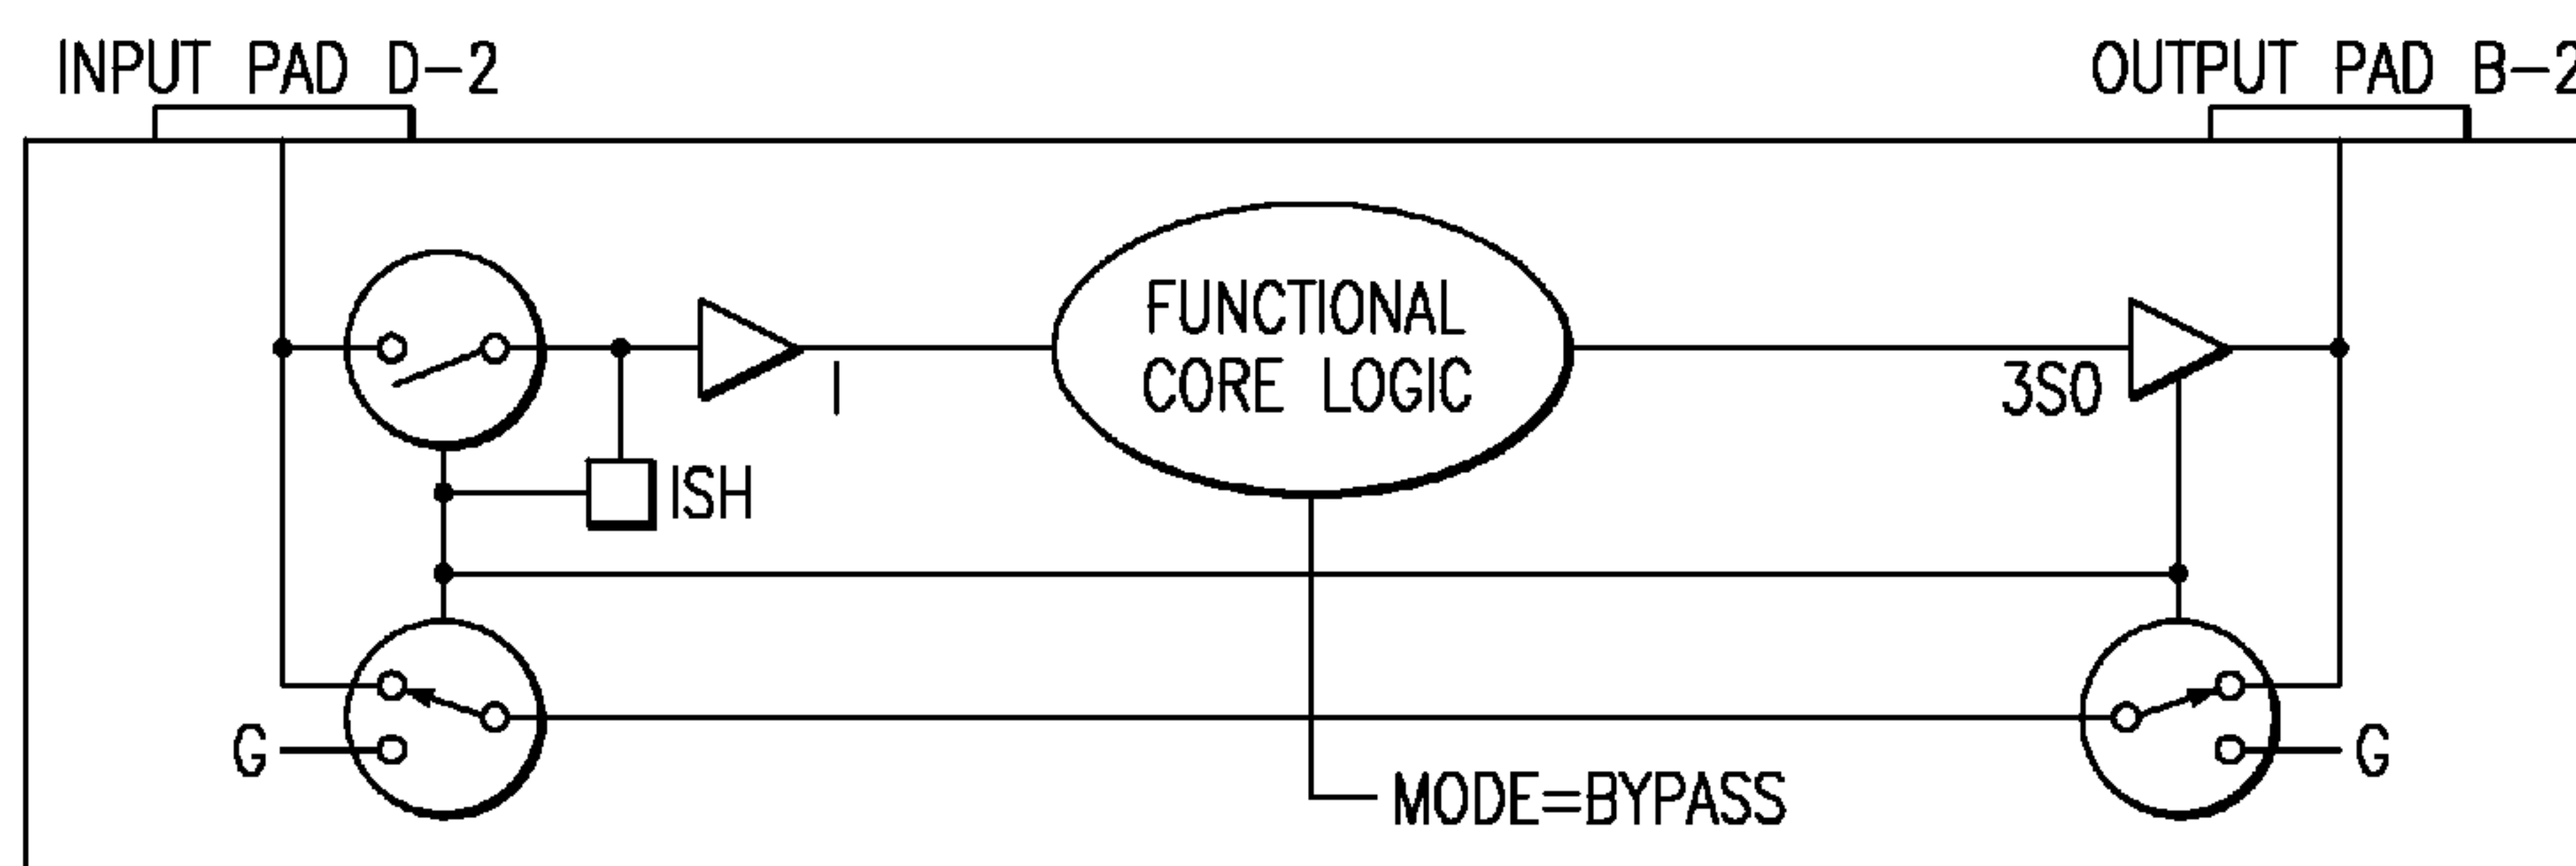 INPUT PAD D-2
OUTPUT PAD B-2
FUNCTIONAL
CORE LOGIC
I
3SO
ISH
G
G
MODE=BYPASS